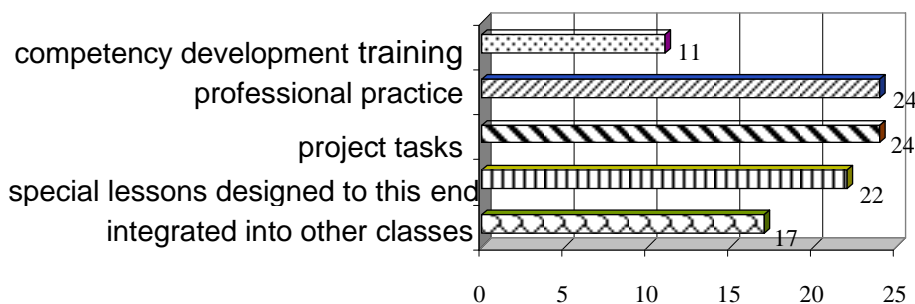 competency development training
11
professional practice
24
project tasks
24
special lessons designed to this end
22
integrated into other classes
17
0 5 10 15 20 25